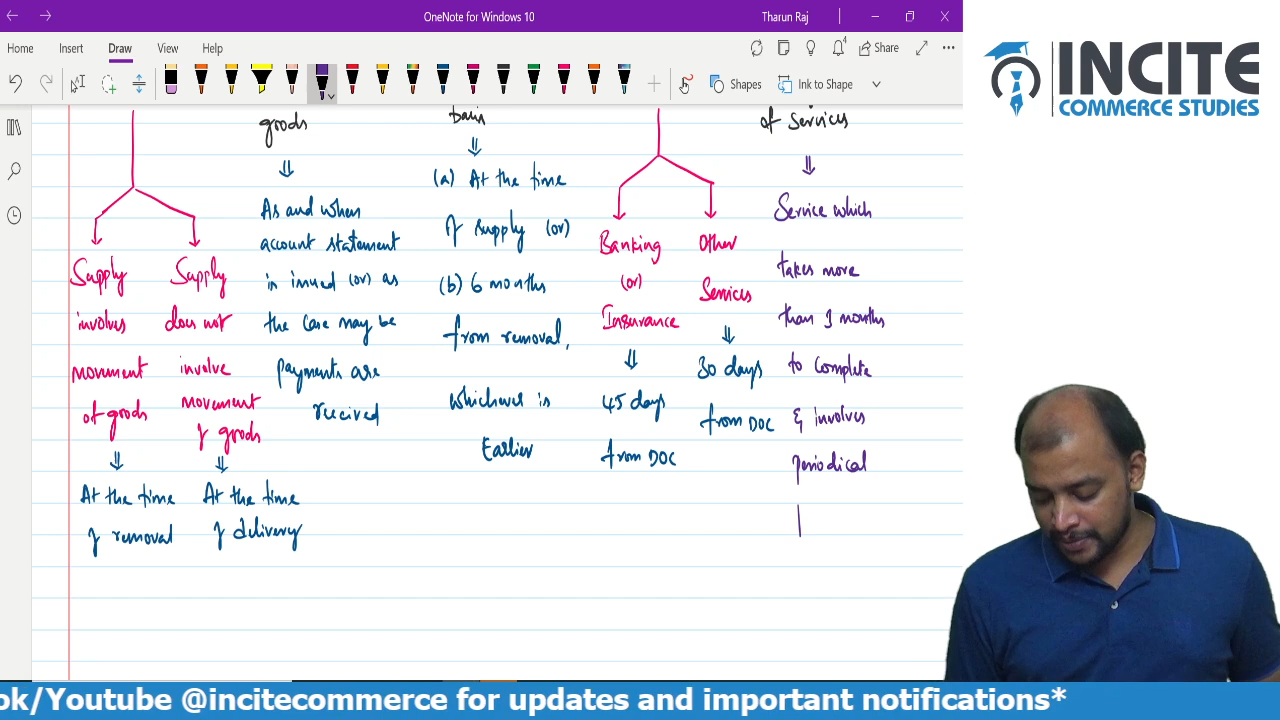 OneNote for Windows 10
Tharun Raj
Home Insert Draw View Help
4
Share
Shapes
Ink to Shape
INCITE
COMMERCE STUDIES
goods
⇓
As and when
account statement
is issued (or) as
the case may be
payments are
received
basis
⇓
(a) At the time
of supply (or)
(b) 6 months
from removal,
whichever is
Earlier
of services
⇓
Service which
takes more
than 3 months
to complete
& involves
periodical
Supply
involves
movement
of goods
⇓
At the time
of removal
Supply
does not
involve
movement
of goods
⇓
At the time
of delivery
Banking
(or)
Insurance
⇓
45 days
from DOC
Other
Services
⇓
30 days
from DOC
ok/Youtube @incitecommerce for updates and important notifications*